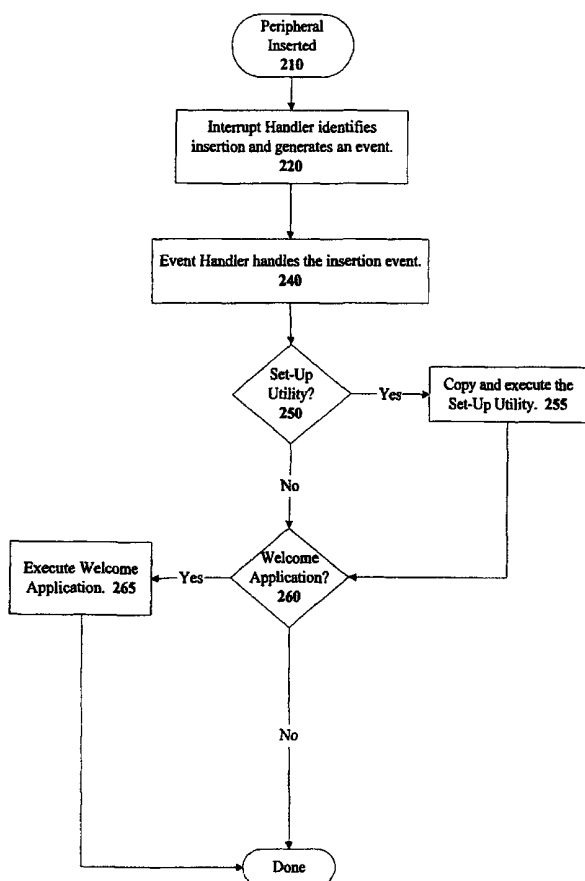 Peripheral
Inserted
210
Interrupt Handler identifies
insertion and generates an event.
220
Event Handler handles the insertion event.
240
Set-Up
Utility?
250
Yes
Copy and execute the
Set-Up Utility. 255
No
Welcome
Application?
260
Yes
Execute Welcome
Application. 265
No
Done